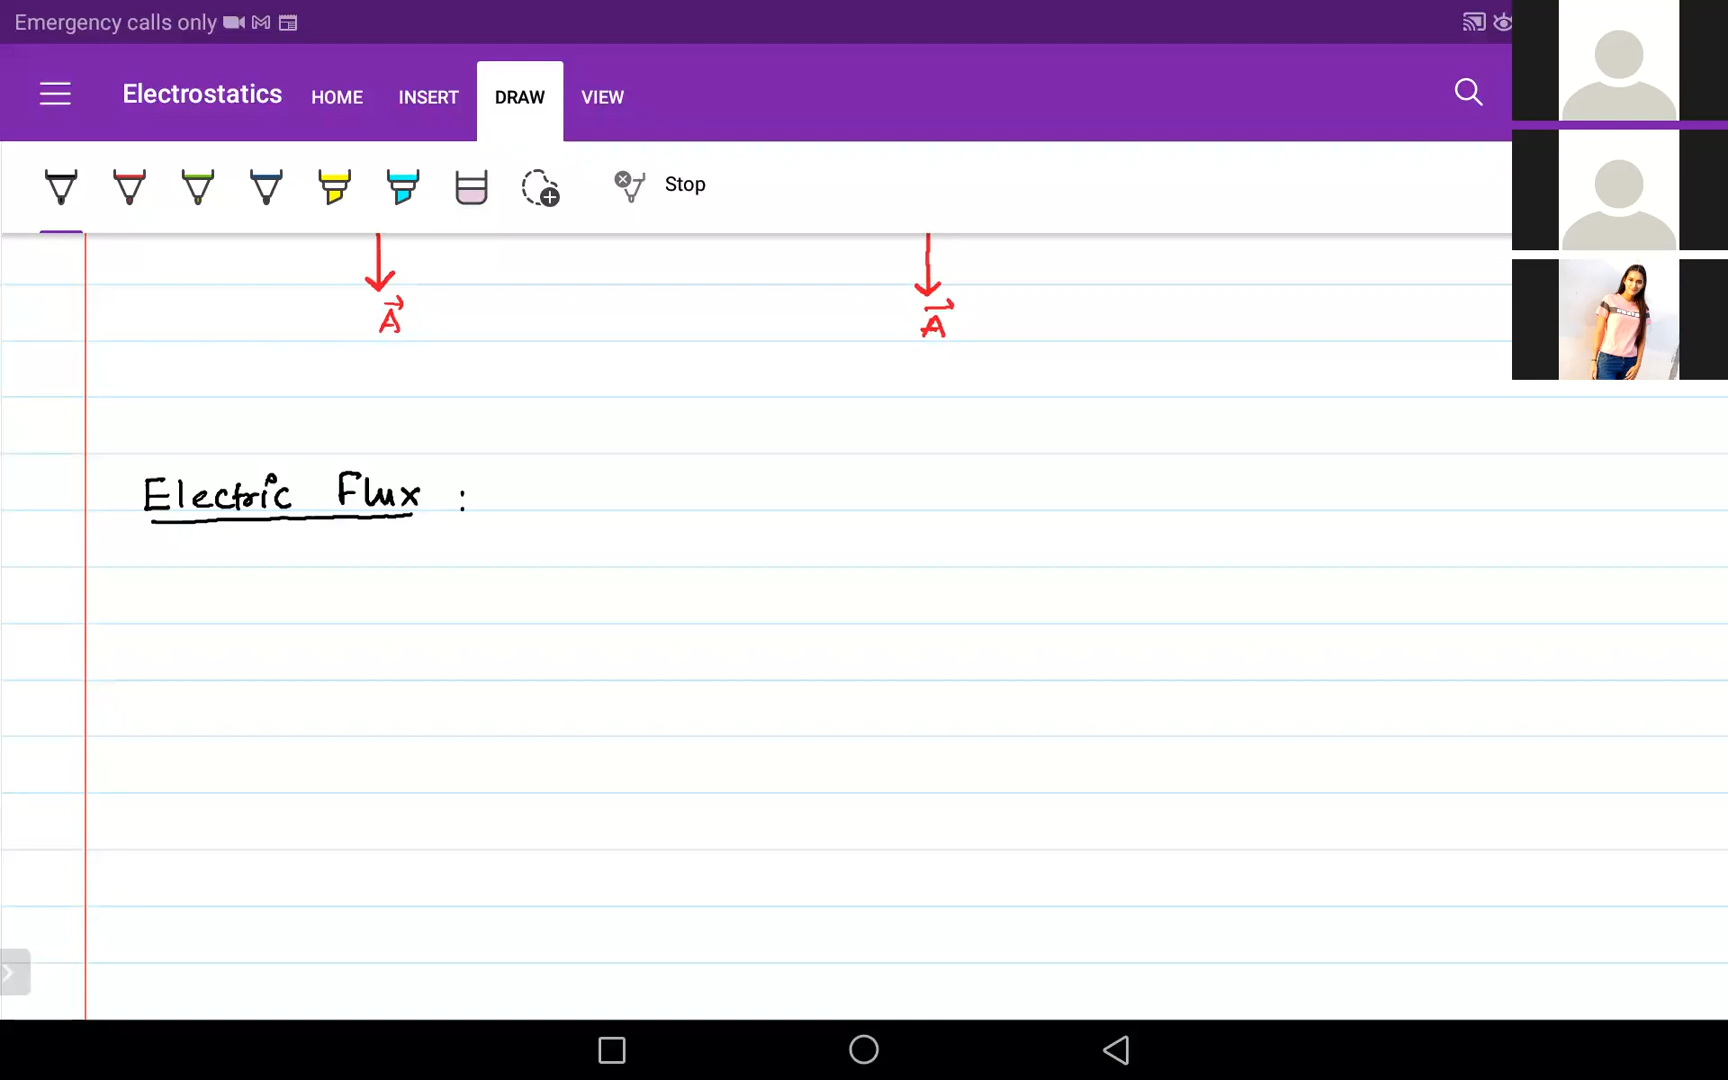 Emergency calls only
Electrostatics HOME INSERT DRAW VIEW
Stop
A⃗ A⃗
Electric Flux :